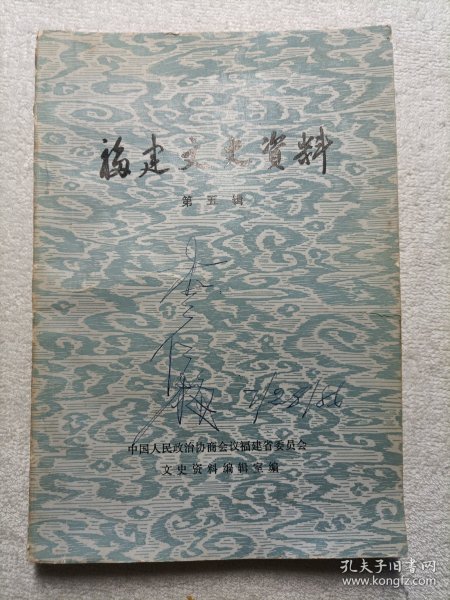 福建文史資料
第五辑
中国人民政治协商会议福建省委员会
文史资料编辑室编
孔夫子旧书网
www.kongfz.com